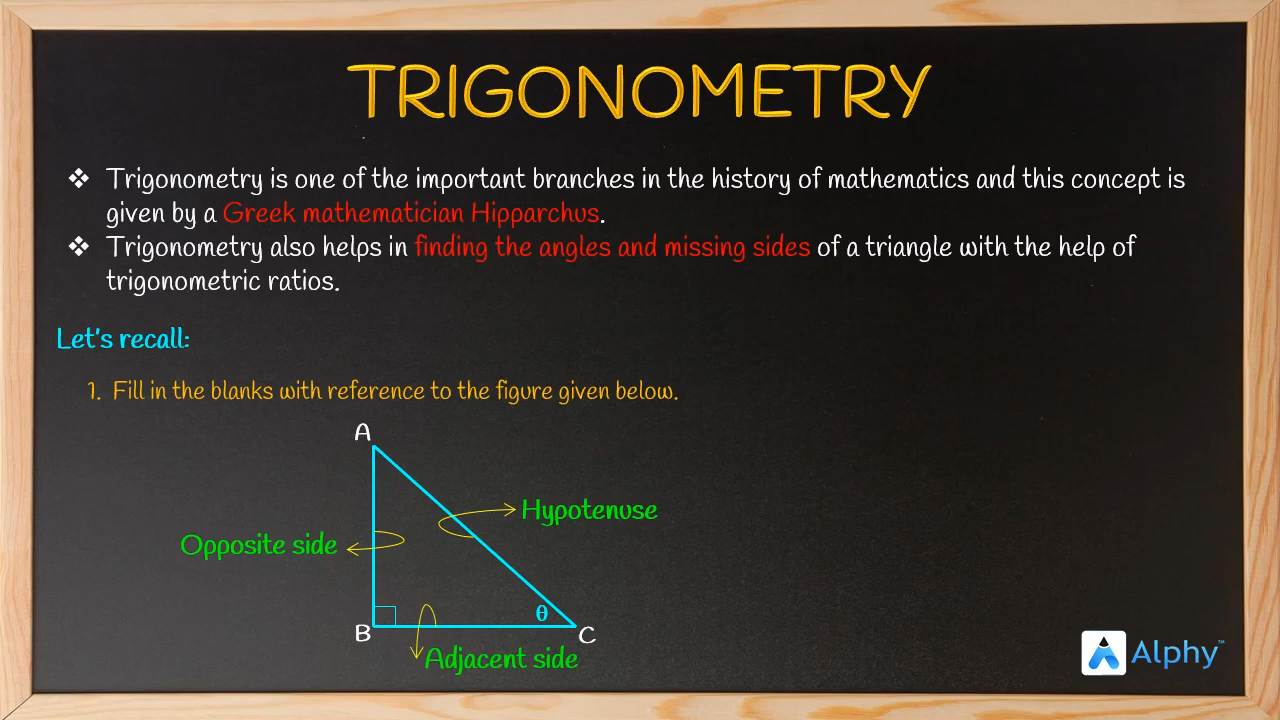 TRIGONOMETRY
❖ Trigonometry is one of the important branches in the history of mathematics and this concept is
given by a Greek mathematician Hipparchus.
❖ Trigonometry also helps in finding the angles and missing sides of a triangle with the help of
trigonometric ratios.
Let's recall:
1. Fill in the blanks with reference to the figure given below.
A
Hypotenuse
Opposite side
θ
B
C
Adjacent side
Alphy™